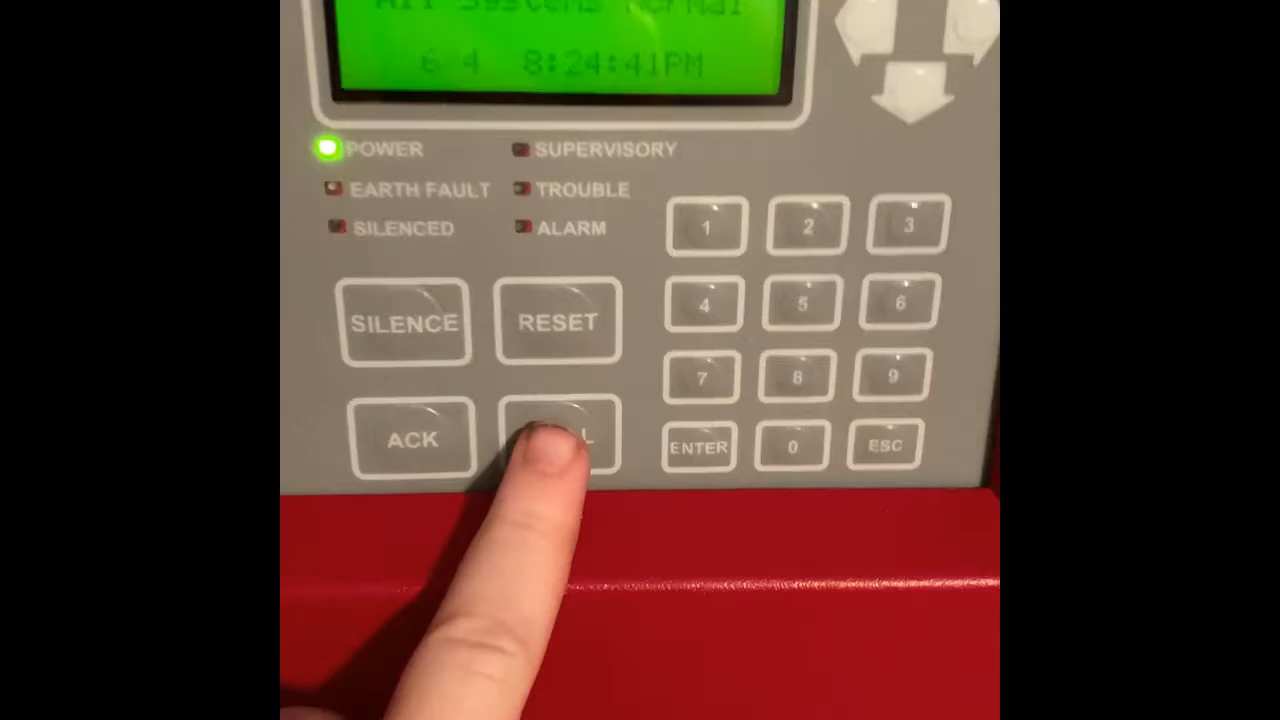 All Systems Normal
6 4 8:24:41PM
POWER SUPERVISORY
EARTH FAULT TROUBLE
SILENCED ALARM
1 2 3
SILENCE RESET 4 5 6
7 8 9
ACK ENTER 0 ESC